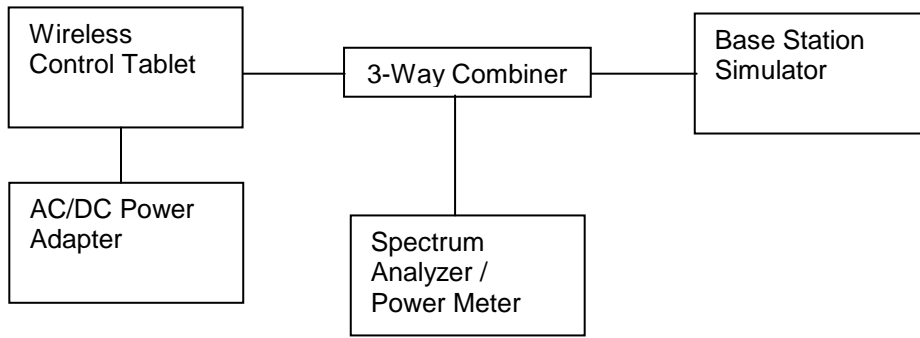 Wireless
Control Tablet
3-Way Combiner
Base Station
Simulator
AC/DC Power
Adapter
Spectrum
Analyzer /
Power Meter